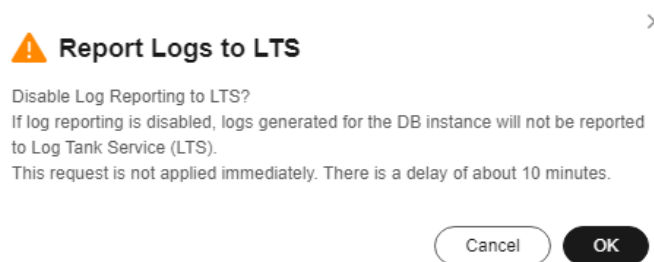 Report Logs to LTS
Disable Log Reporting to LTS?
If log reporting is disabled, logs generated for the DB instance will not be reported
to Log Tank Service (LTS).
This request is not applied immediately. There is a delay of about 10 minutes.
Cancel OK